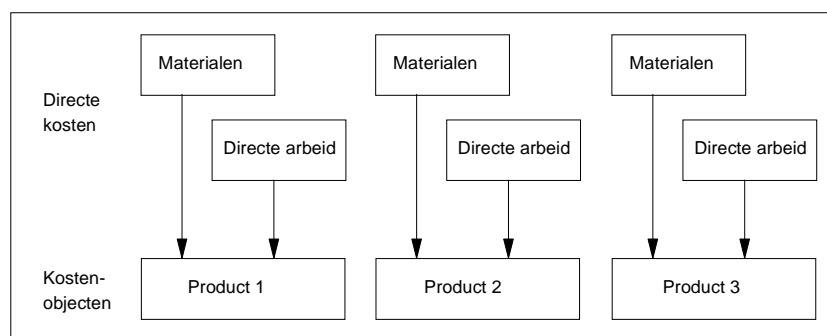 Materialen
Materialen
Materialen
Directe
kosten
Directe arbeid
Directe arbeid
Directe arbeid
Kosten-
objecten
Product 1
Product 2
Product 3